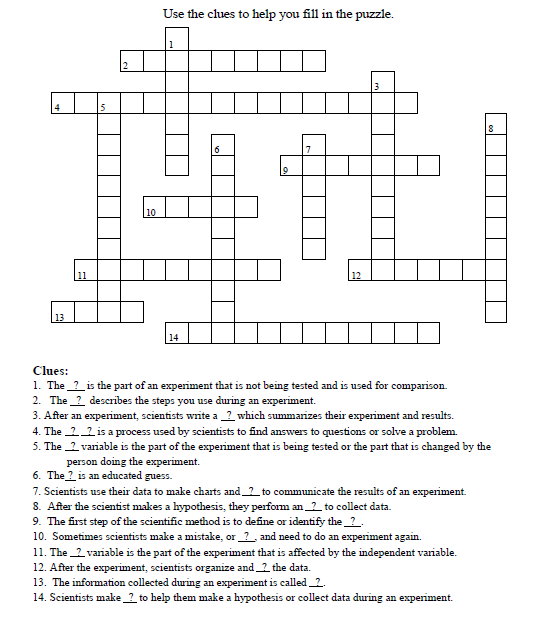 Use the clues to help you fill in the puzzle.
1
2
3
4 5
8
6 7
9
10
11 12
13
14
Clues:
1. The ? is the part of an experiment that is not being tested and is used for comparison.
2. The ? describes the steps you use during an experiment.
3. After an experiment, scientists write a ? which summarizes their experiment and results.
4. The ? ? is a process used by scientists to find answers to questions or solve a problem.
5. The ? variable is the part of the experiment that is being tested or the part that is changed by the
person doing the experiment.
6. The ? is an educated guess.
7. Scientists use their data to make charts and ? to communicate the results of an experiment.
8. After the scientist makes a hypothesis, they perform an ? to collect data.
9. The first step of the scientific method is to define or identify the ?.
10. Sometimes scientists make a mistake, or ?, and need to do an experiment again.
11. The ? variable is the part of the experiment that is affected by the independent variable.
12. After the experiment, scientists organize and ? the data.
13. The information collected during an experiment is called ?.
14. Scientists make ? to help them make a hypothesis or collect data during an experiment.